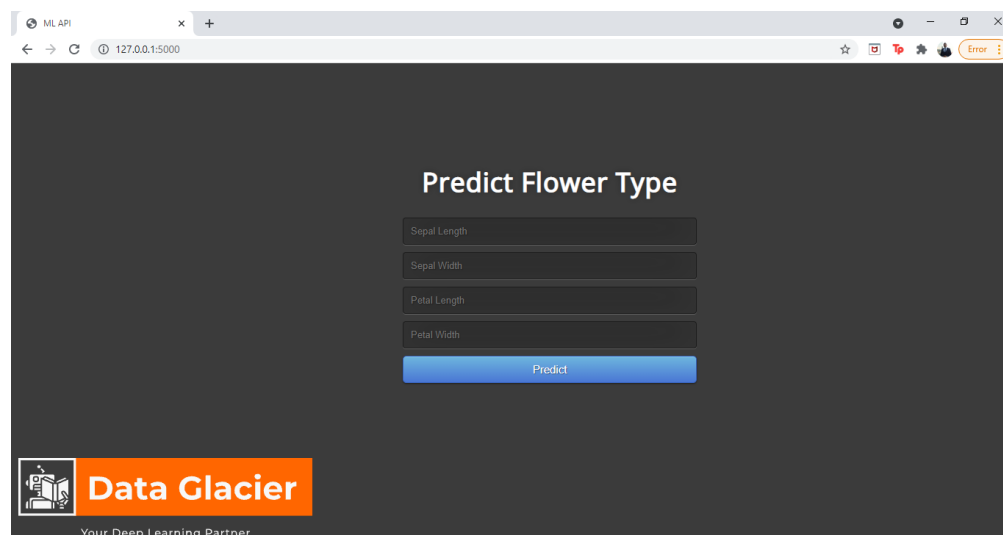 ML API
127.0.0.1:5000
Tp
Error
Predict Flower Type
Sepal Length
Sepal Width
Petal Length
Petal Width
Predict
Data Glacier
Your Deep Learning Partner